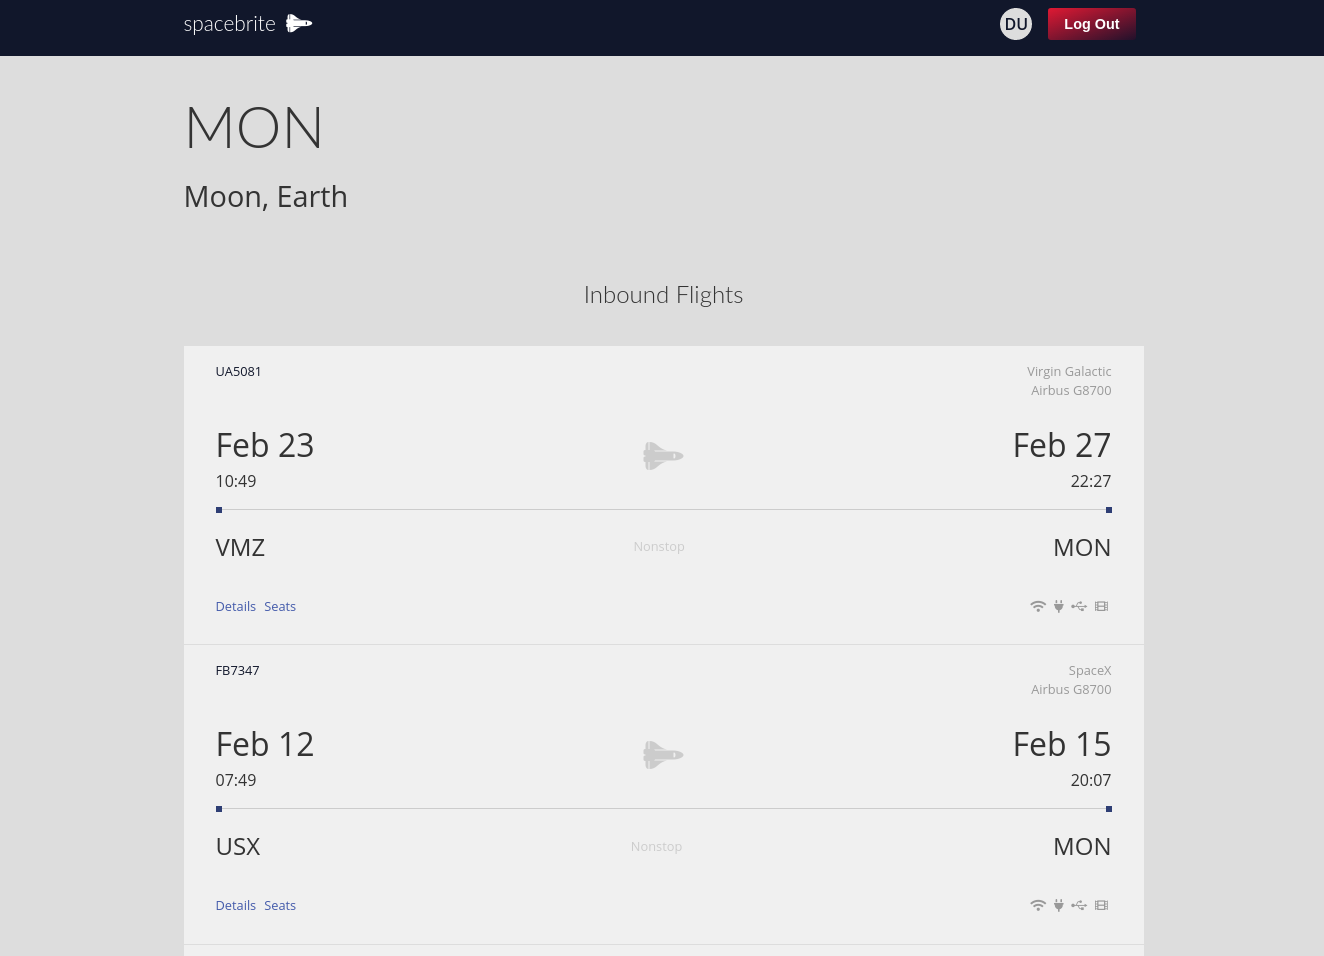 spacebrite
DU
Log Out
MON
Moon, Earth
Inbound Flights
UA5081
Virgin Galactic
Airbus G8700
Feb 23
Feb 27
10:49
22:27
VMZ
Nonstop
MON
Details Seats
FB7347
SpaceX
Airbus G8700
Feb 12
Feb 15
07:49
20:07
USX
Nonstop
MON
Details Seats